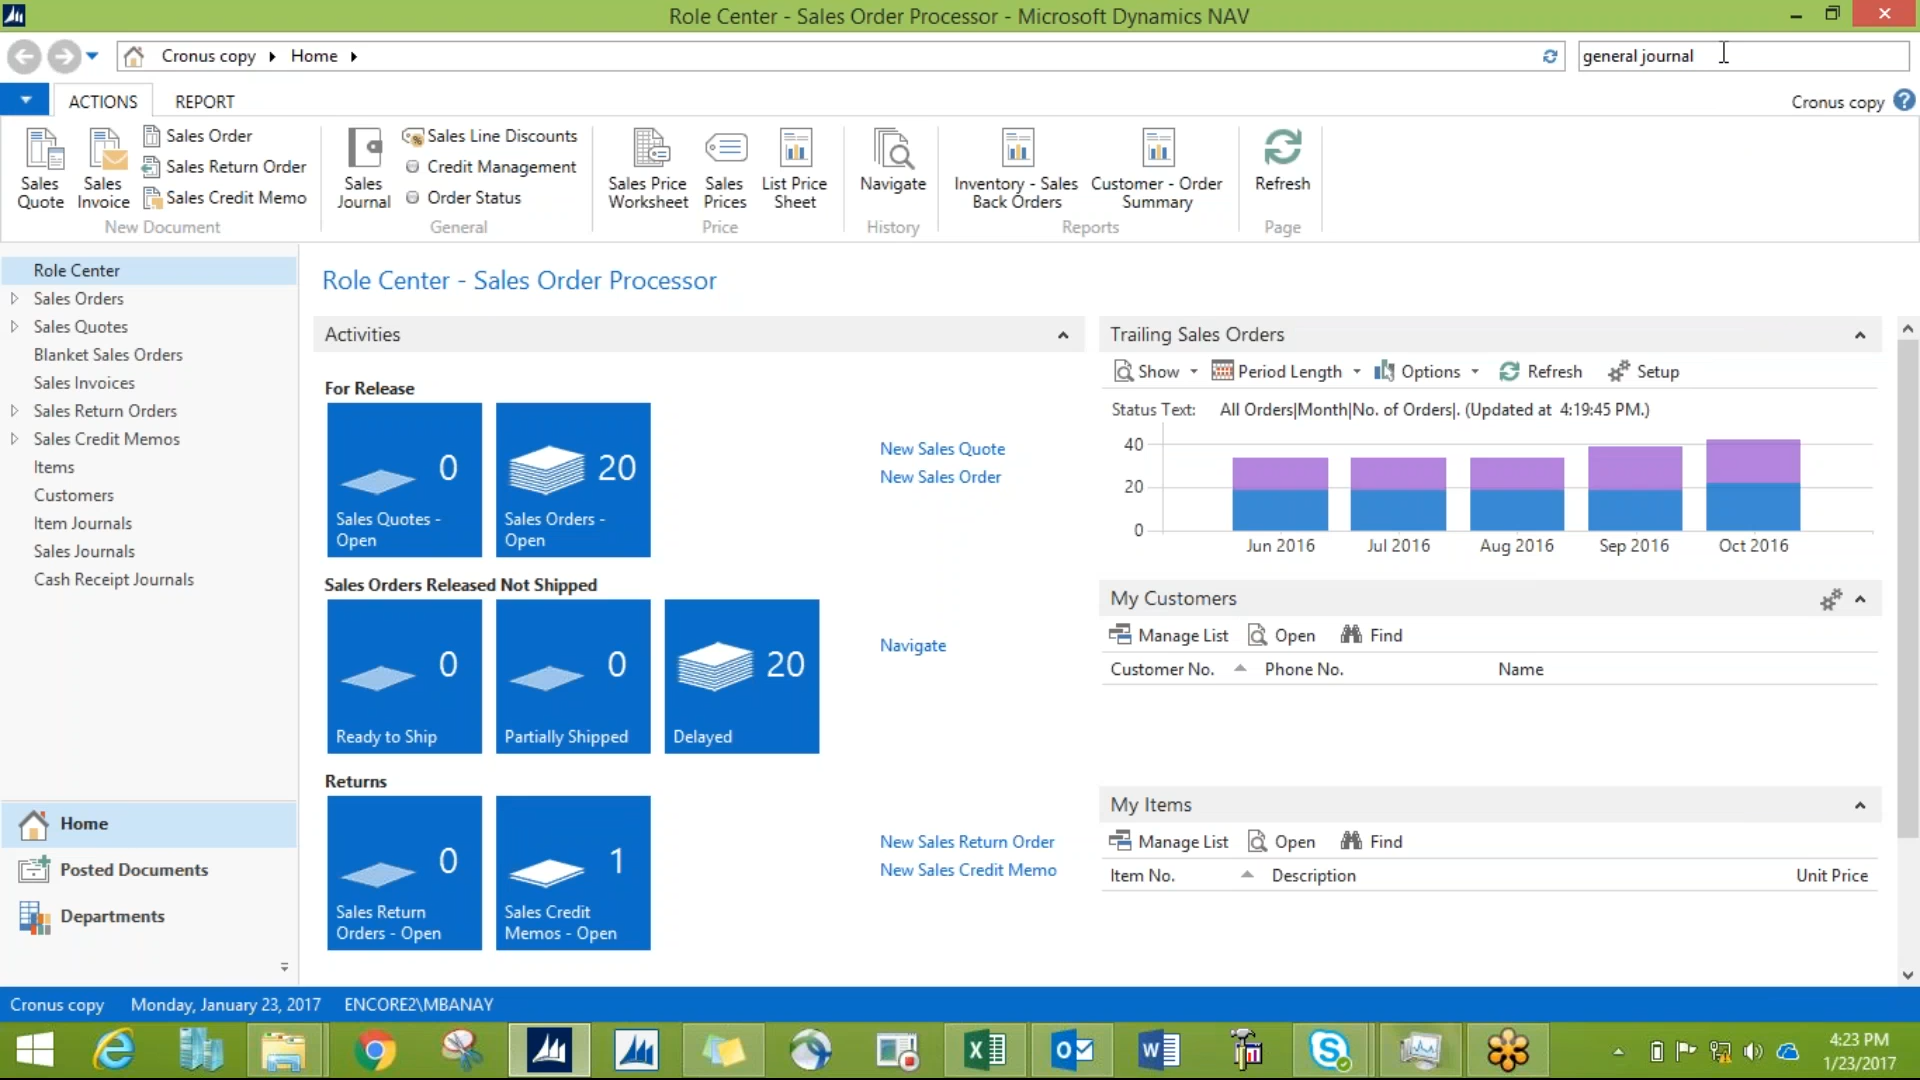 Role Center - Sales Order Processor - Microsoft Dynamics NAV
Cronus copy Home
general journal
ACTIONS REPORT
Cronus copy
Sales Quote
Sales Invoice
Sales Order
Sales Return Order
Sales Credit Memo
New Document
Sales Journal
Sales Line Discounts
Credit Management
Order Status
General
Sales Price Worksheet
Sales Prices
List Price Sheet
Price
Navigate
History
Inventory - Sales Back Orders
Customer - Order Summary
Reports
Refresh
Page
Role Center
Sales Orders
Sales Quotes
Blanket Sales Orders
Sales Invoices
Sales Return Orders
Sales Credit Memos
Items
Customers
Item Journals
Sales Journals
Cash Receipt Journals
Home
Posted Documents
Departments
Role Center - Sales Order Processor
Activities
For Release
0
Sales Quotes - Open
20
Sales Orders - Open
New Sales Quote
New Sales Order
Sales Orders Released Not Shipped
0
Ready to Ship
0
Partially Shipped
20
Delayed
Navigate
Returns
0
Sales Return Orders - Open
1
Sales Credit Memos - Open
New Sales Return Order
New Sales Credit Memo
Trailing Sales Orders
Show Period Length Options Refresh Setup
Status Text: All Orders|Month|No. of Orders|. (Updated at 4:19:45 PM.)
40
20
0
Jun 2016 Jul 2016 Aug 2016 Sep 2016 Oct 2016
My Customers
Manage List Open Find
Customer No. Phone No. Name
My Items
Manage List Open Find
Item No. Description Unit Price
Cronus copy Monday, January 23, 2017 ENCORE2\MBANAY
4:23 PM
1/23/2017